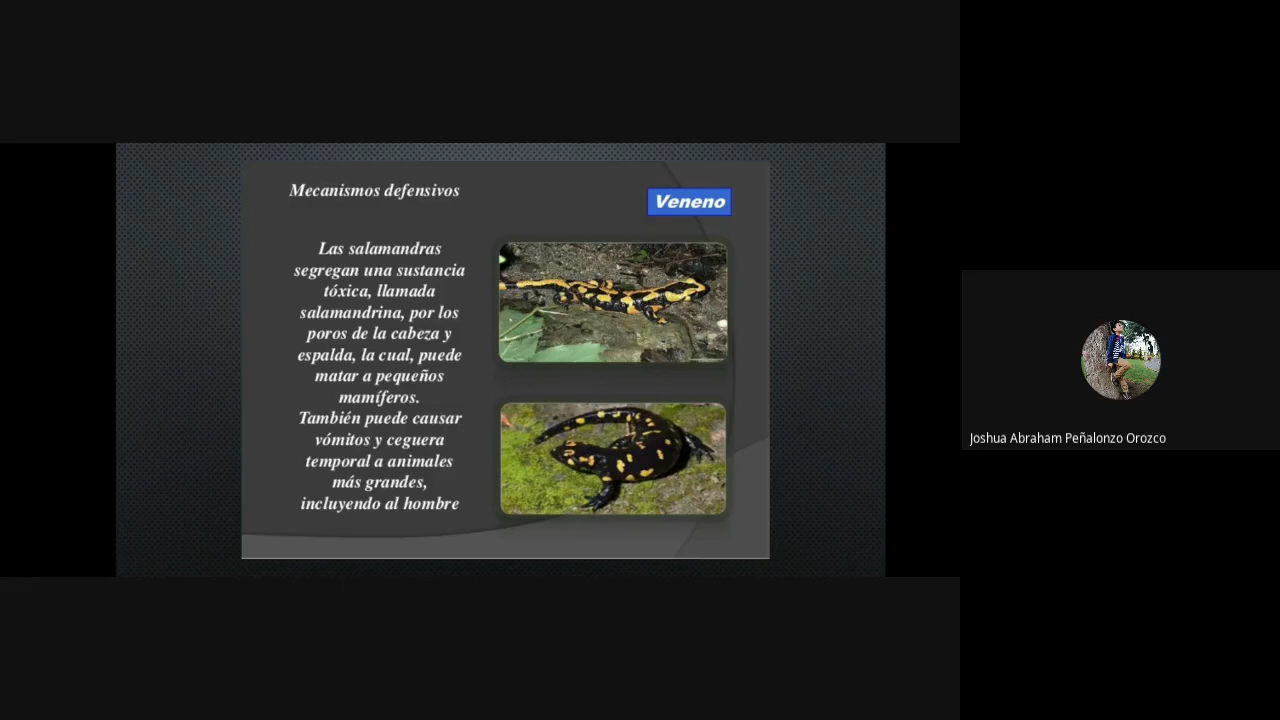 Mecanismos defensivos
Veneno
Las salamandras
segregan una sustancia
tóxica, llamada
salamandrina, por los
poros de la cabeza y
espalda, la cual, puede
matar a pequeños
mamíferos.
También puede causar
vómitos y ceguera
temporal a animales
más grandes,
incluyendo al hombre
Joshua Abraham Peñalonzo Orozco